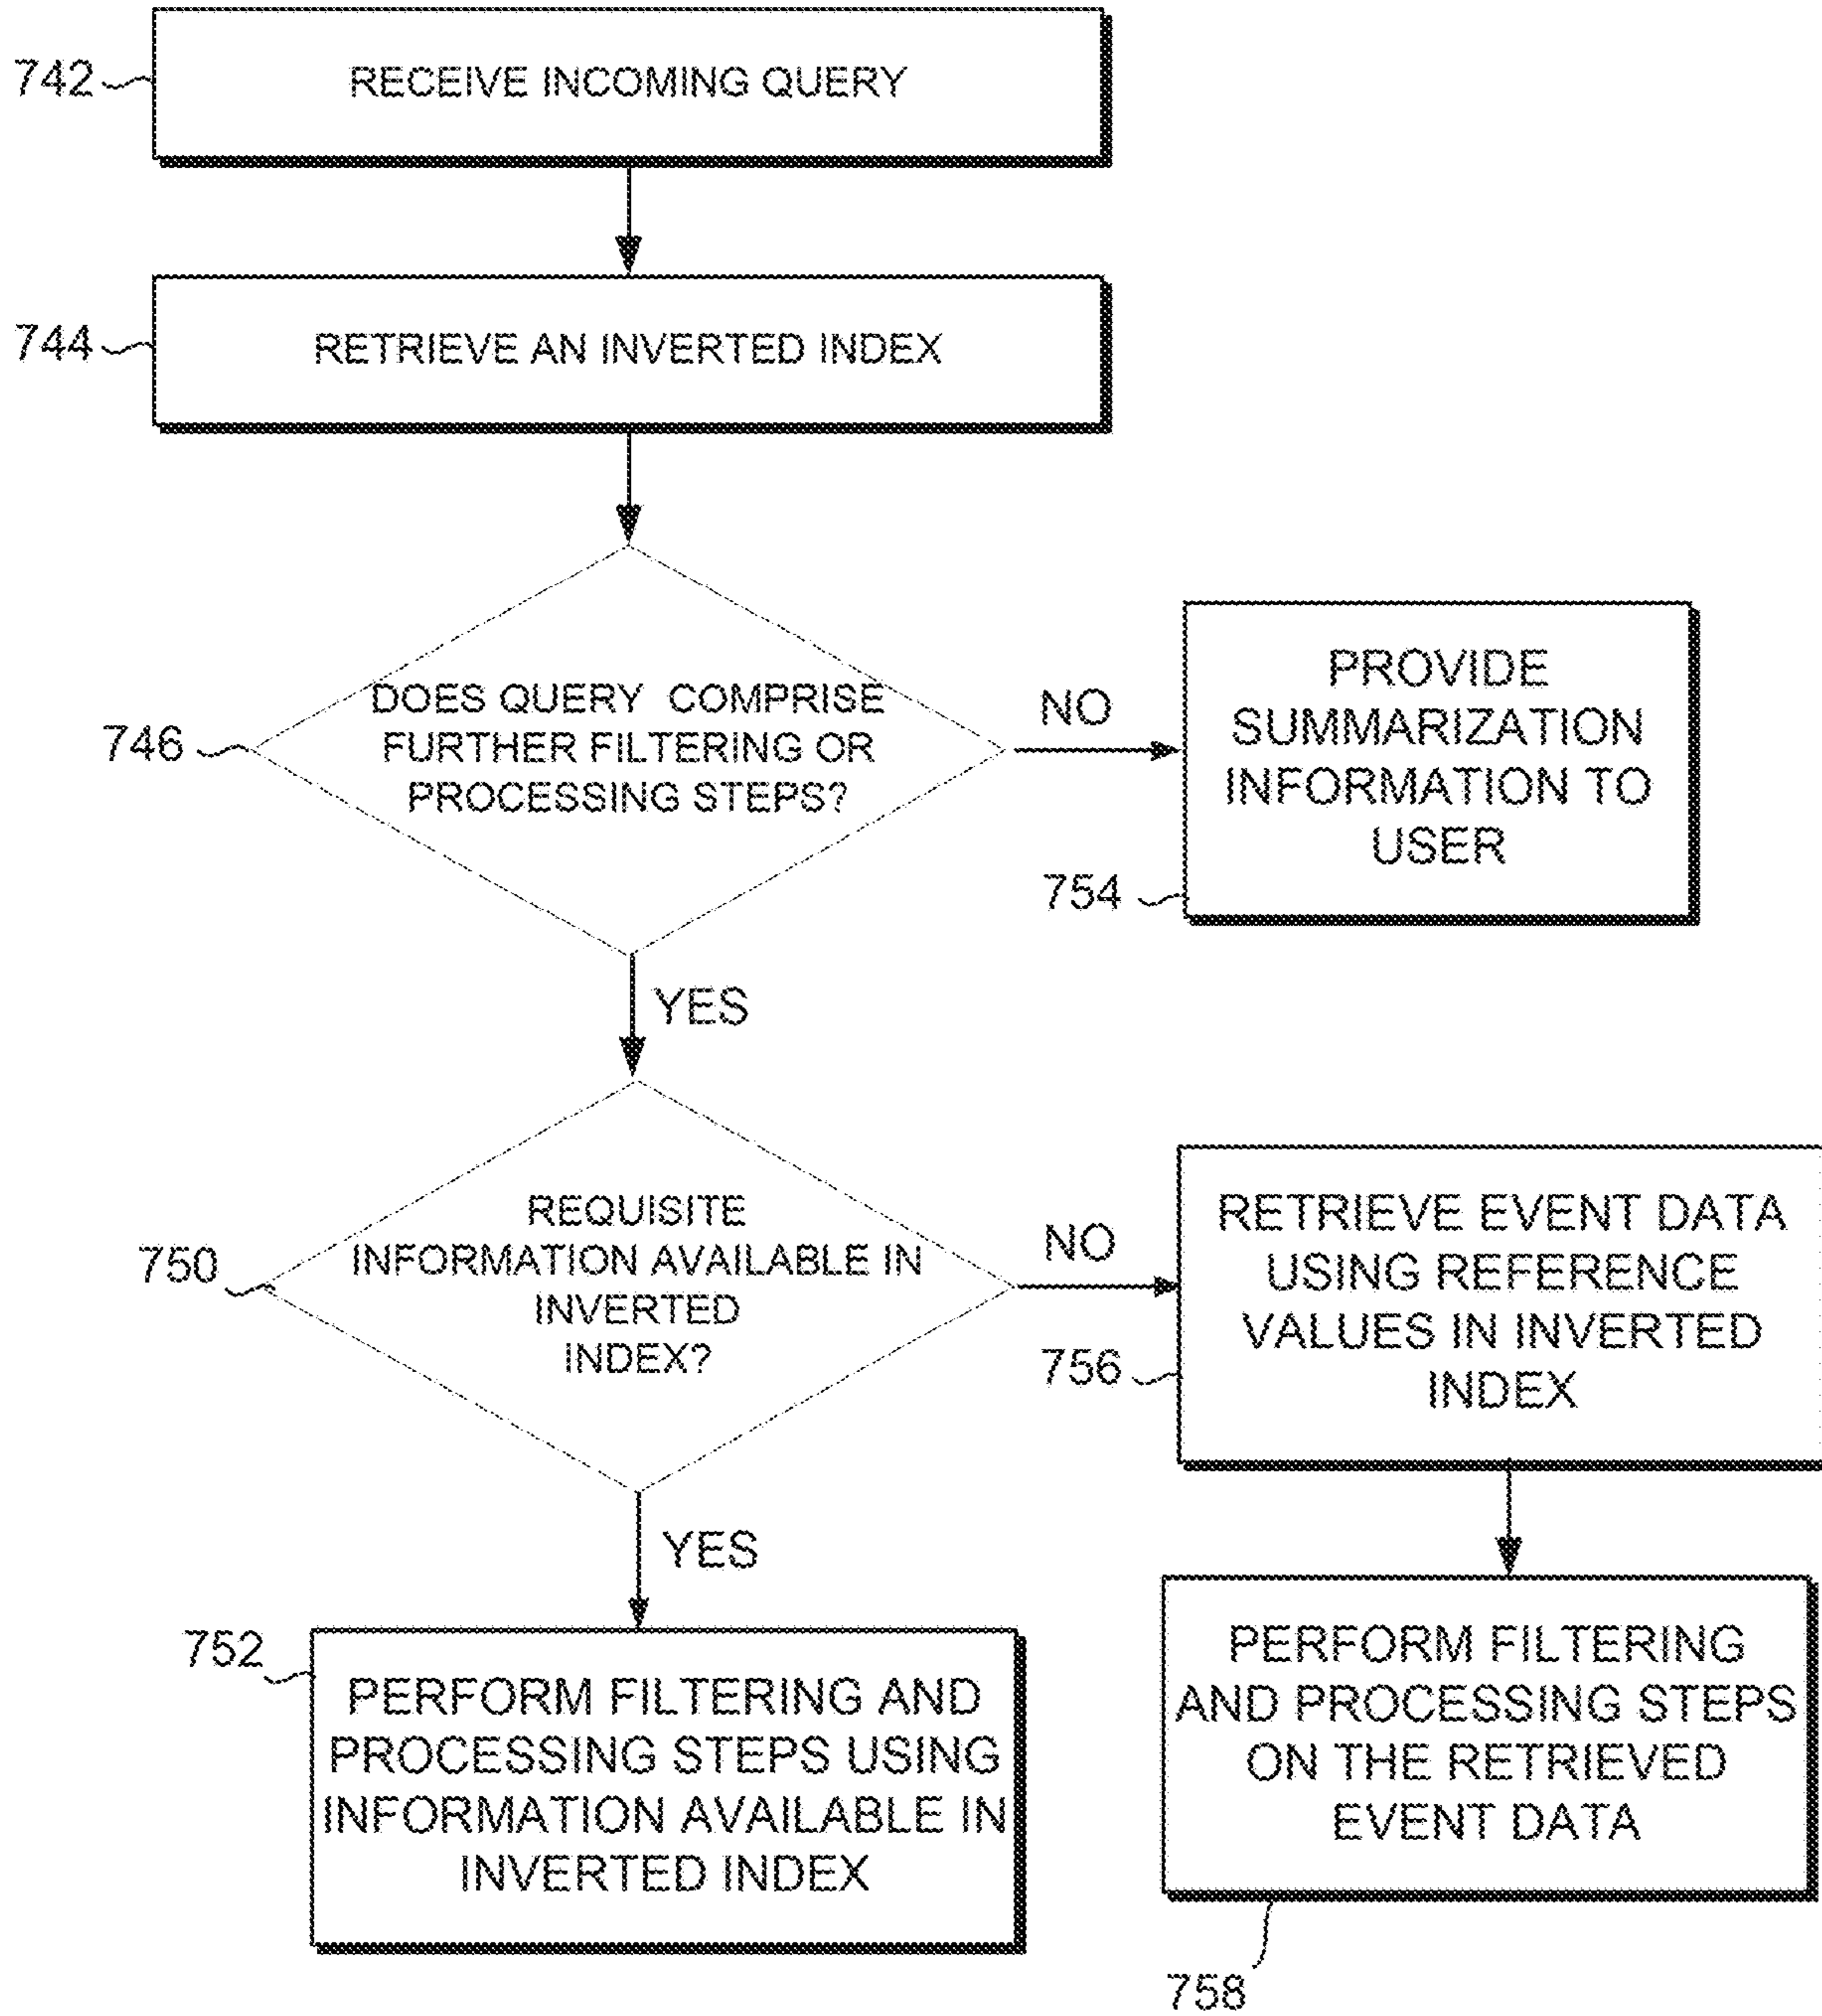 742
RECEIVE INCOMING QUERY
744
RETRIEVE AN INVERTED INDEX
746
DOES QUERY COMPRISE
FURTHER FILTERING OR
PROCESSING STEPS?
NO
PROVIDE
SUMMARIZATION
INFORMATION TO
USER
754
YES
750
REQUISITE
INFORMATION AVAILABLE IN
INVERTED
INDEX?
NO
RETRIEVE EVENT DATA
USING REFERENCE
VALUES IN INVERTED
INDEX
756
YES
752
PERFORM FILTERING AND
PROCESSING STEPS USING
INFORMATION AVAILABLE IN
INVERTED INDEX
PERFORM FILTERING
AND PROCESSING STEPS
ON THE RETRIEVED
EVENT DATA
758